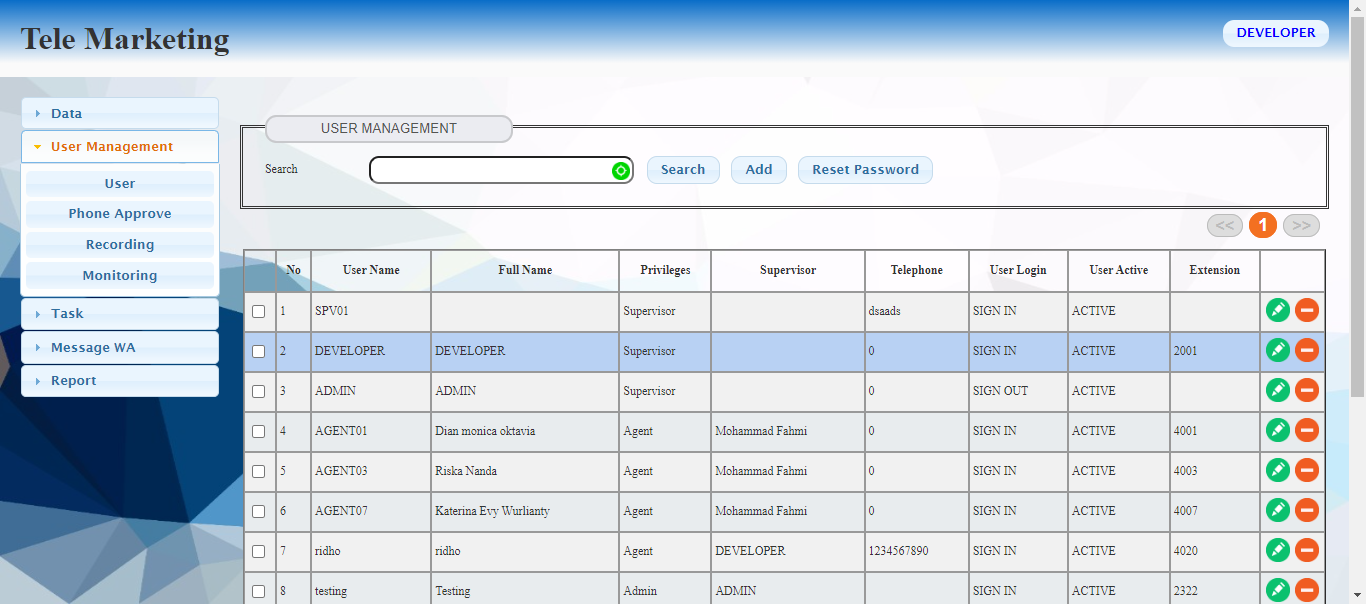 Tele Marketing
DEVELOPER
Data
User Management
User
Phone Approve
Recording
Monitoring
Task
Message WA
Report
USER MANAGEMENT
Search Search Add Reset Password
<< 1 >>
No User Name Full Name Privileges Supervisor Telephone User Login User Active Extension
1 SPV01 Supervisor dsaads SIGN IN ACTIVE
2 DEVELOPER DEVELOPER Supervisor 0 SIGN IN ACTIVE 2001
3 ADMIN ADMIN Supervisor 0 SIGN OUT ACTIVE
4 AGENT01 Dian monica oktavia Agent Mohammad Fahmi 0 SIGN IN ACTIVE 4001
5 AGENT03 Riska Nanda Agent Mohammad Fahmi 0 SIGN IN ACTIVE 4003
6 AGENT07 Katerina Evy Wurlianty Agent Mohammad Fahmi 0 SIGN IN ACTIVE 4007
7 ridho ridho Agent DEVELOPER 1234567890 SIGN IN ACTIVE 4020
8 testing Testing Admin ADMIN SIGN IN ACTIVE 2322